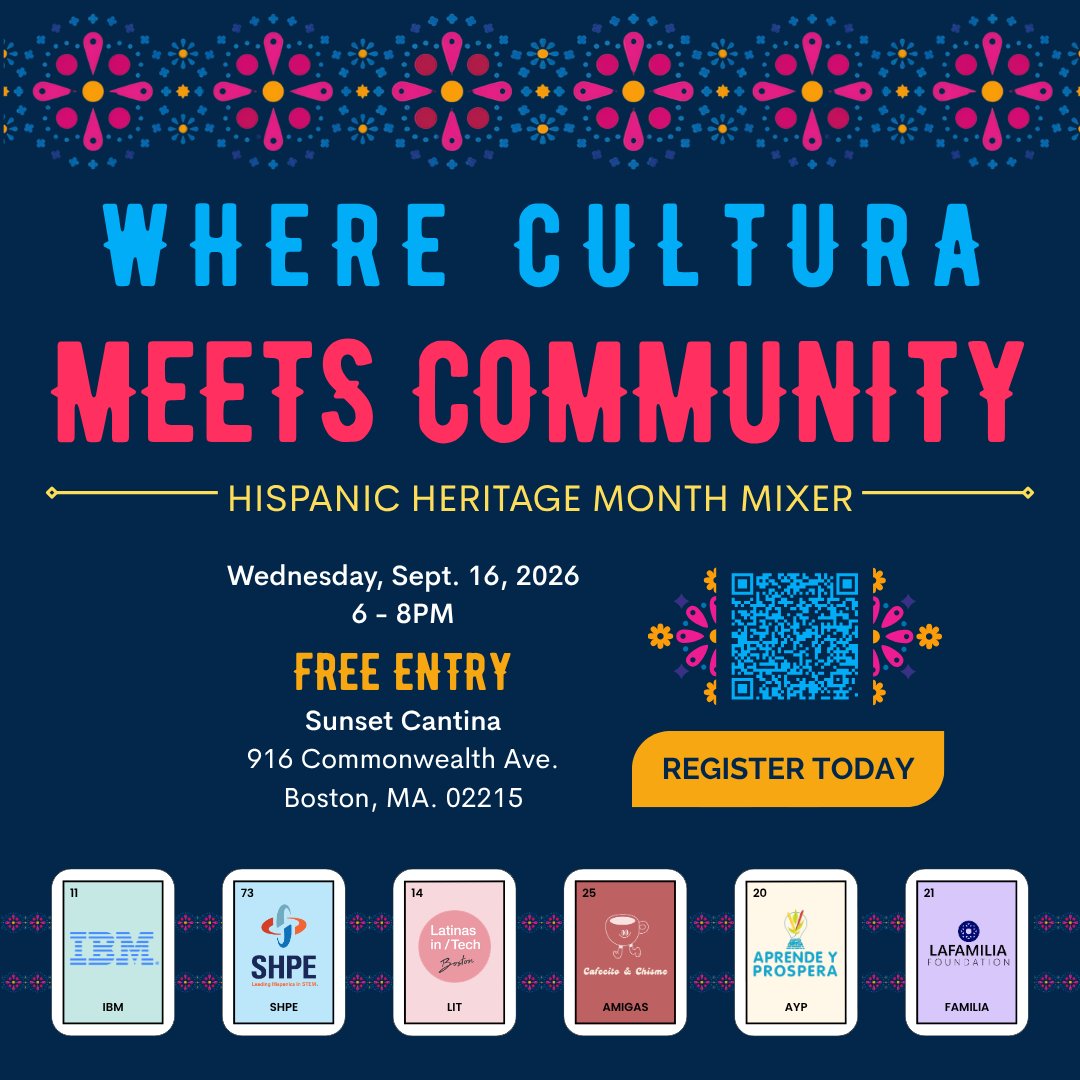 WHERE CULTURA
MEETS COMMUNITY
HISPANIC HERITAGE MONTH MIXER
Wednesday, Sept. 16, 2026
6 - 8PM
FREE ENTRY
Sunset Cantina
916 Commonwealth Ave.
Boston, MA. 02215
REGISTER TODAY
11
IBM
IBM
73
SHPE
Leading Hispanics in STEM.
SHPE
14
Latinas
in/Tech
Boston
LIT
25
Cafecito & Chisme
AMIGAS
20
APRENDE Y
PROSPERA
AYP
21
LAFAMILIA
FOUNDATION
FAMILIA